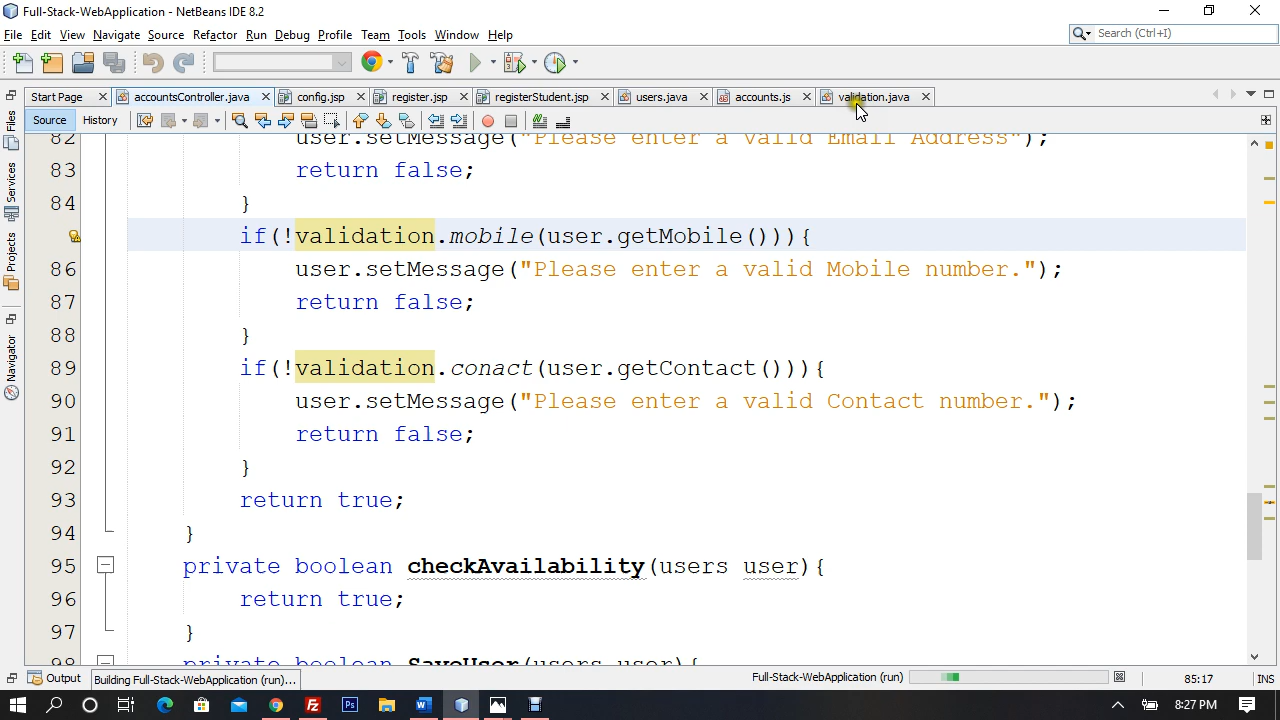 Full-Stack-WebApplication - NetBeans IDE 8.2
File Edit View Navigate Source Refactor Run Debug Profile Team Tools Window Help
Search (Ctrl+I)
Start Page accountsController.java config.jsp register.jsp registerStudent.jsp users.java accounts.js validation.java
Source History
82 user.setMessage("Please enter a valid Email Address");
83 return false;
84 }
if(!validation.mobile(user.getMobile())){
86 user.setMessage("Please enter a valid Mobile number.");
87 return false;
88 }
89 if(!validation.conact(user.getContact())){
90 user.setMessage("Please enter a valid Contact number.");
91 return false;
92 }
93 return true;
94 }
95 private boolean checkAvailability(users user){
96 return true;
97 }
98 private boolean SaveUser(users user){
Files
Services
Projects
Navigator
Output
Building Full-Stack-WebApplication (run)...
Full-Stack-WebApplication (run)
85:17
INS
8:27 PM